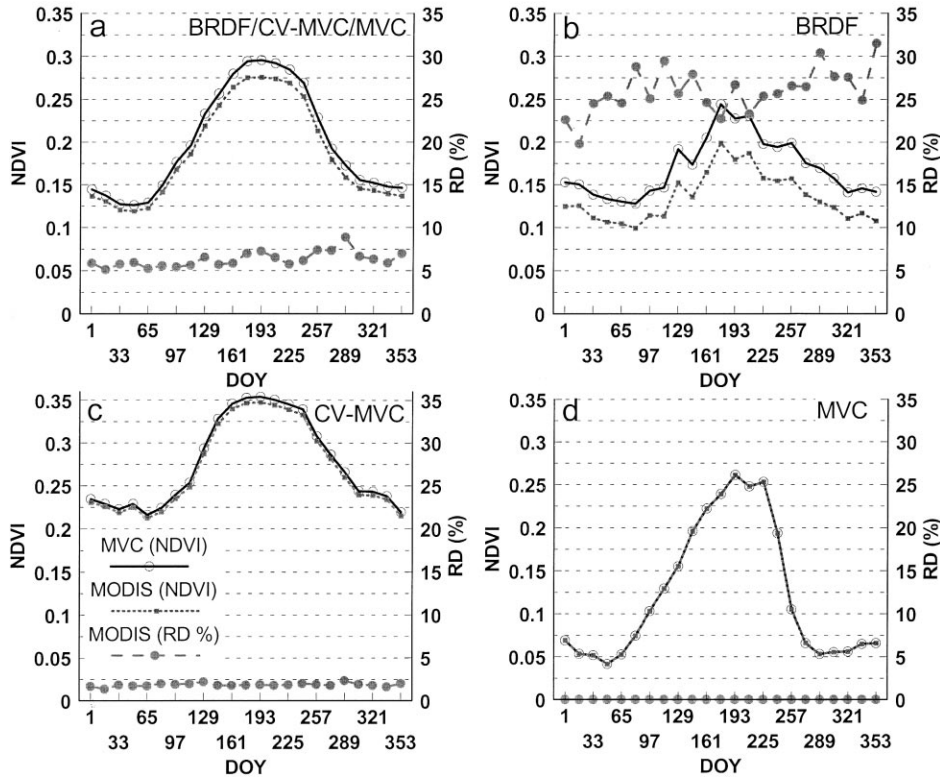 a
BRDF/CV-MVC/MVC
0.35
0.3
0.25
0.2
0.15
0.1
0.05
0
NDVI
35
30
25
20
15
10
5
0
RD (%)
1 65 129 193 257 321
33 97 161 225 289 353
DOY
b
BRDF
0.35
0.3
0.25
0.2
0.15
0.1
0.05
0
NDVI
35
30
25
20
15
10
5
0
RD (%)
1 65 129 193 257 321
33 97 161 225 289 353
DOY
c
CV-MVC
0.35
0.3
0.25
0.2
0.15
0.1
0.05
0
NDVI
35
30
25
20
15
10
5
0
RD (%)
MVC (NDVI)
MODIS (NDVI)
MODIS (RD %)
1 65 129 193 257 321
33 97 161 225 289 353
DOY
d
MVC
0.35
0.3
0.25
0.2
0.15
0.1
0.05
0
NDVI
35
30
25
20
15
10
5
0
RD (%)
1 65 129 193 257 321
33 97 161 225 289 353
DOY